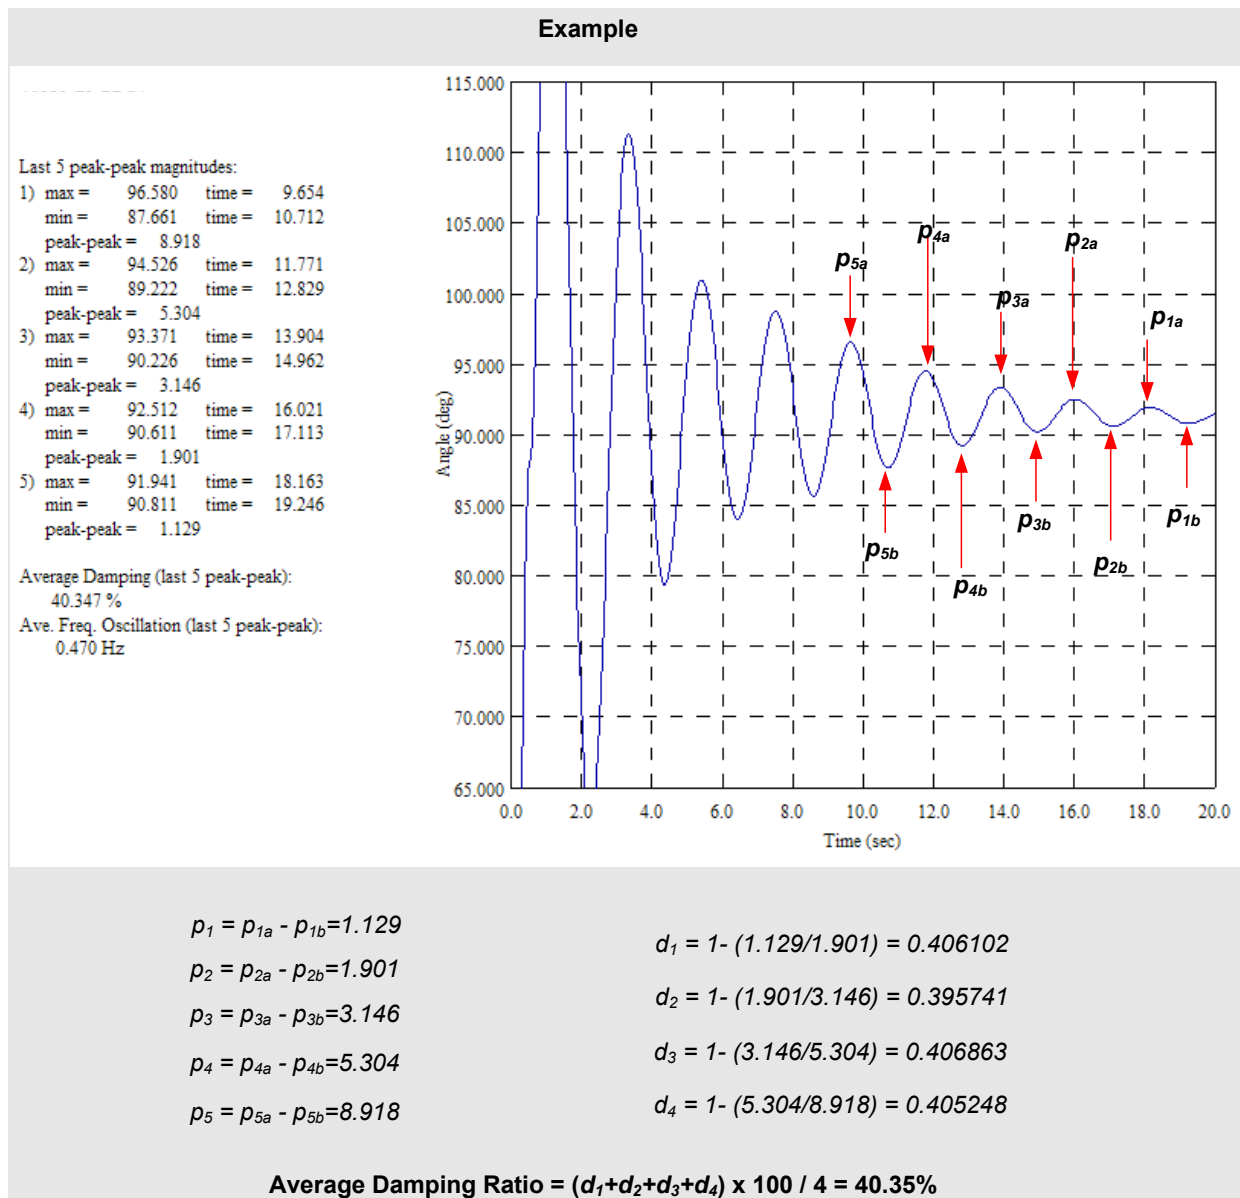 Example
Last 5 peak-peak magnitudes:
1) max = 96.580 time = 9.654
min = 87.661 time = 10.712
peak-peak = 8.918
2) max = 94.526 time = 11.771
min = 89.222 time = 12.829
peak-peak = 5.304
3) max = 93.371 time = 13.904
min = 90.226 time = 14.962
peak-peak = 3.146
4) max = 92.512 time = 16.021
min = 90.611 time = 17.113
peak-peak = 1.901
5) max = 91.941 time = 18.163
min = 90.811 time = 19.246
peak-peak = 1.129
Average Damping (last 5 peak-peak):
40.347 %
Ave. Freq. Oscillation (last 5 peak-peak):
0.470 Hz
115.000
110.000
105.000
100.000
95.000
90.000
85.000
80.000
75.000
70.000
65.000
Angle (deg)
0.0 2.0 4.0 6.0 8.0 10.0 12.0 14.0 16.0 18.0 20.0
Time (sec)
p5a
p4a
p3a
p2a
p1a
p5b
p4b
p3b
p2b
p1b
p1 = p1a - p1b=1.129
p2 = p2a - p2b=1.901
p3 = p3a - p3b=3.146
p4 = p4a - p4b=5.304
p5 = p5a - p5b=8.918
d1 = 1- (1.129/1.901) = 0.406102
d2 = 1- (1.901/3.146) = 0.395741
d3 = 1- (3.146/5.304) = 0.406863
d4 = 1- (5.304/8.918) = 0.405248
Average Damping Ratio = (d1+d2+d3+d4) x 100 / 4 = 40.35%